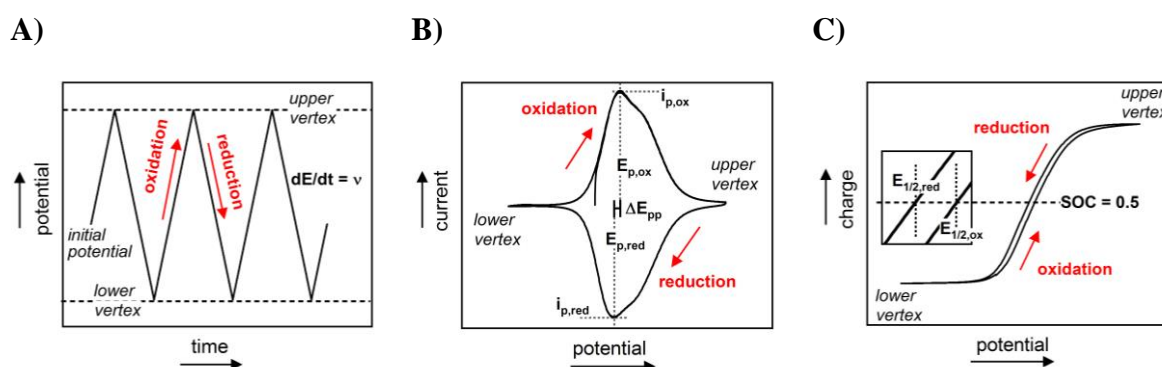 A)
B)
C)
upper
vertex
oxidation
reduction
dE/dt = ν
initial
potential
lower
vertex
potential
time
oxidation
i_p,ox
E_p,ox
upper
vertex
ΔE_pp
lower
vertex
E_p,red
reduction
i_p,red
current
potential
upper
vertex
reduction
E_1/2,red
SOC = 0.5
E_1/2,ox
oxidation
lower
vertex
charge
potential